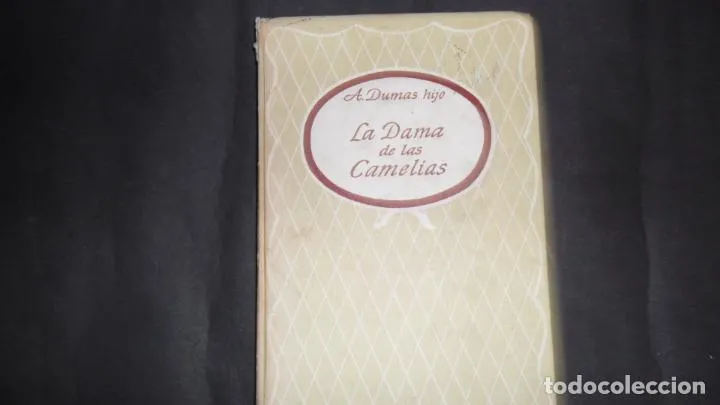 A. Dumas hijo
La Dama
de las
Camelias
todocoleccion